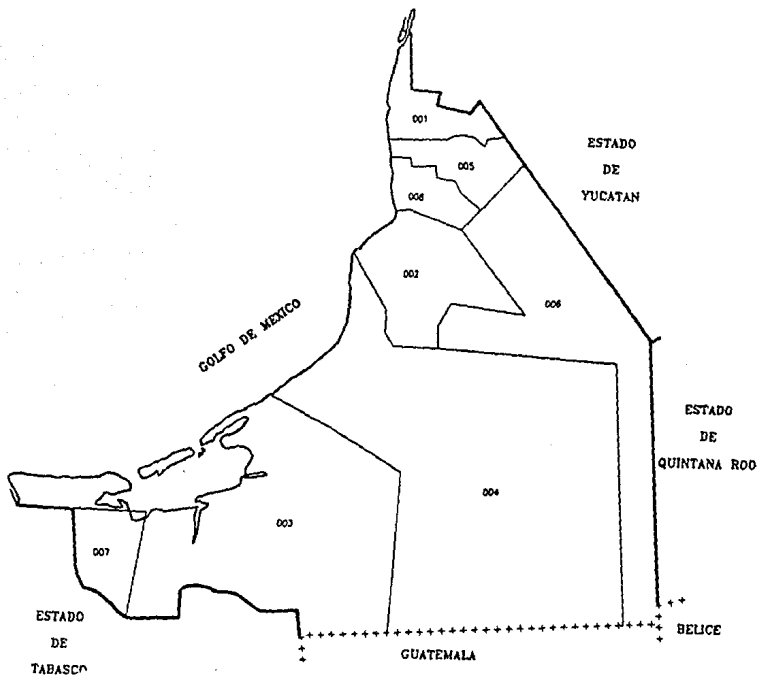 001
ESTADO
DE
YUCATAN
005
008
002
006
GOLFO DE MEXICO
ESTADO
DE
QUINTANA ROO
004
003
007
ESTADO
DE
TABASCO
BELICE
GUATEMALA